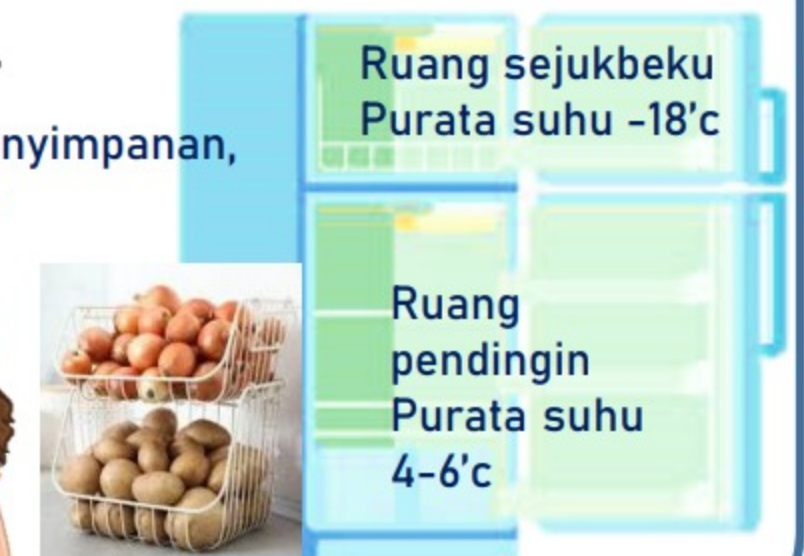 nyimpanan,
Ruang sejukbeku
Purata suhu -18'c
Ruang
pendingin
Purata suhu
4-6'c